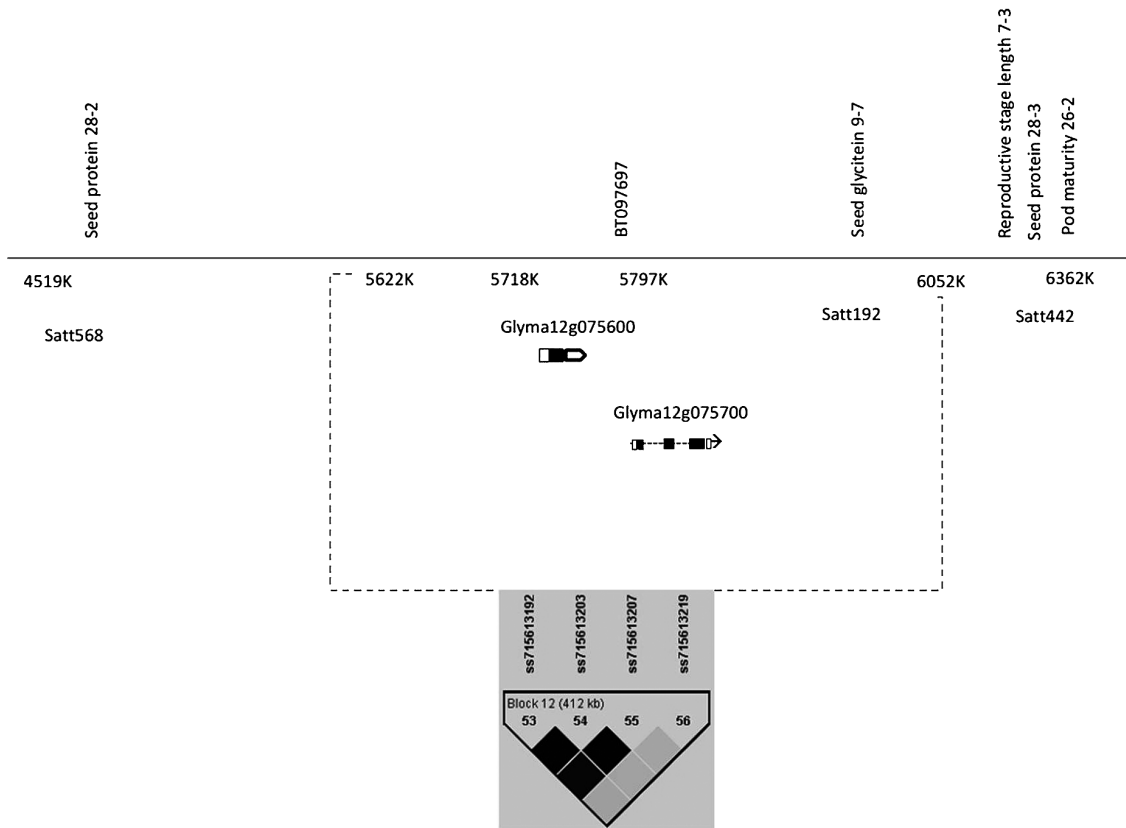 Seed protein 28-2
BT097697
Seed glycitein 9-7
Reproductive stage length 7-3
Seed protein 28-3
Pod maturity 26-2
4519K
5622K
5718K
5797K
6052K
6362K
Satt568
Satt192
Satt442
Glyma12g075600
Glyma12g075700
ss715613192
ss715613203
ss715613207
ss715613219
Block 12 (412 kb)
53 54 55 56